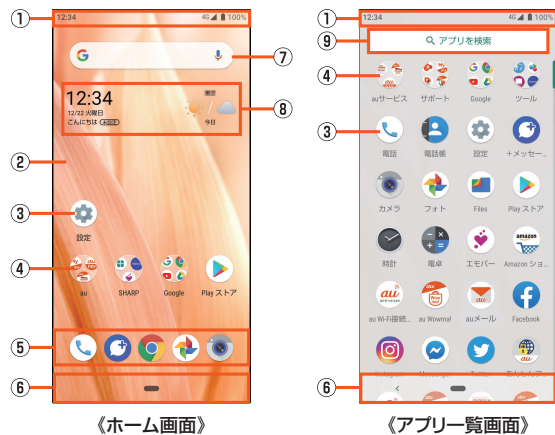 ① 12:34 4G 100%
⑦
12:34 東京
12/22 火曜日
こんにちは
今日
⑧
②
③
設定
④
au SHARP Google Play ストア
⑤
⑥
《ホーム画面》
① 12:34 4G 100%
⑨ アプリを検索
④
auサービス サポート Google ツール
③
電話 電話帳 設定 +メッセー...
カメラ フォト Files Play ストア
時計 電卓 エモパー Amazon ショ...
au Wi-Fi接続... au Wowma! auメール Facebook
Twitter
⑥
《アプリ一覧画面》